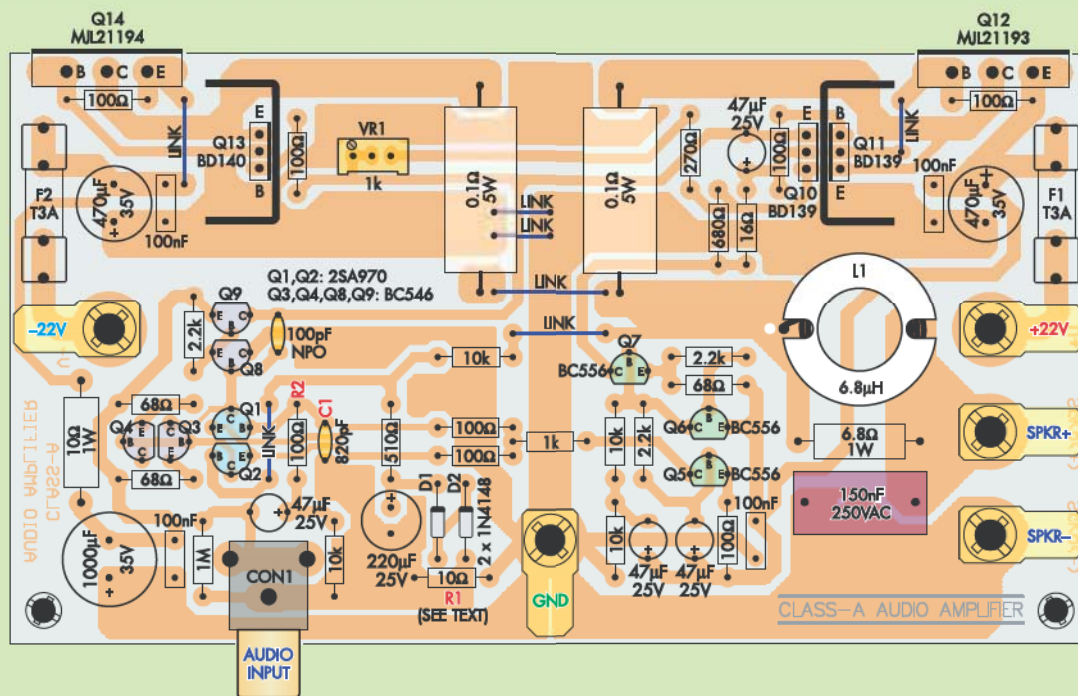 Q14
MJL21194
Q12
MJL21193
B C E
B C E
100Ω
100Ω
LINK
Q13
BD140
E
B
100Ω
VR1
1k
0.1Ω
5W
0.1Ω
5W
LINK
LINK
LINK
LINK
270Ω
47µF
25V
+
100Ω
E
B
Q10
BD139
B
E
Q11
BD139
LINK
100nF
680Ω
16Ω
F2
T3A
470µF
35V
+
100nF
470µF
35V
+
F1
T3A
Q1,Q2: 2SA970
Q3,Q4,Q8,Q9: BC546
–22V
2.2k
Q9
E B C
E B C
Q8
100pF
NPO
10k
L1
6.8µH
+22V
Q7
BC556
C B E
2.2k
68Ω
10Ω
1W
68Ω
Q4
C B E
E B C
Q3
68Ω
Q1
C B E
B E C
Q2
LINK
R2
100Ω
C1
820pF
510Ω
100Ω
100Ω
1k
10k
2.2k
Q6
C B E
BC556
Q5
C B E
BC556
6.8Ω
1W
SPKR+
150nF
250VAC
SPKR–
AUDIO AMPLIFIER
CLASS-A
1000µF
35V
+
100nF
1M
47µF
25V
+
CON1
10k
220µF
25V
+
D1
D2
2 x 1N4148
10Ω
R1
(SEE TEXT)
GND
10k
47µF
25V
+
47µF
25V
+
100Ω
100nF
CLASS-A AUDIO AMPLIFIER
AUDIO
INPUT